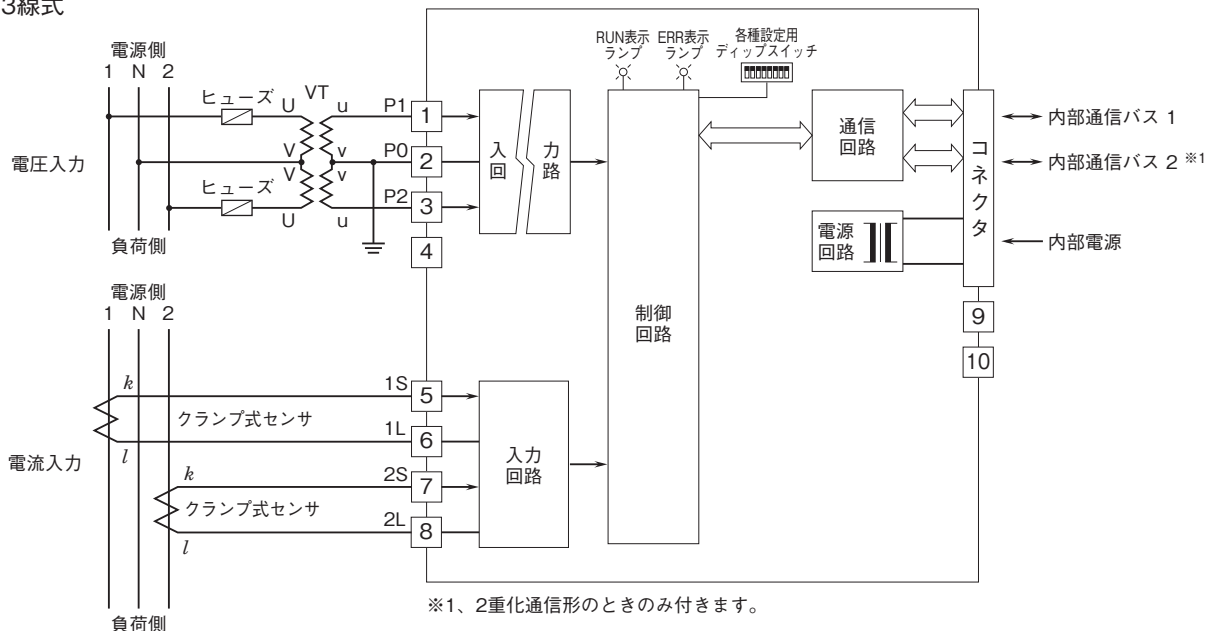 3線式
電源側
1 N 2
ヒューズ
U
VT
u
P1
1
V
v
P0
2
V
v
ヒューズ
U
u
P2
3
4
電圧入力
負荷側
入力
回路
RUN表示
ランプ
ERR表示
ランプ
各種設定用
ディップスイッチ
制御
回路
通信
回路
電源
回路
コネクタ
内部通信バス 1
内部通信バス 2 ※1
内部電源
9
10
電源側
1 N 2
k
1S
5
クランプ式センサ
1L
6
l
電流入力
k
2S
7
クランプ式センサ
2L
8
l
入力
回路
負荷側
※1、2重化通信形のときのみ付きます。